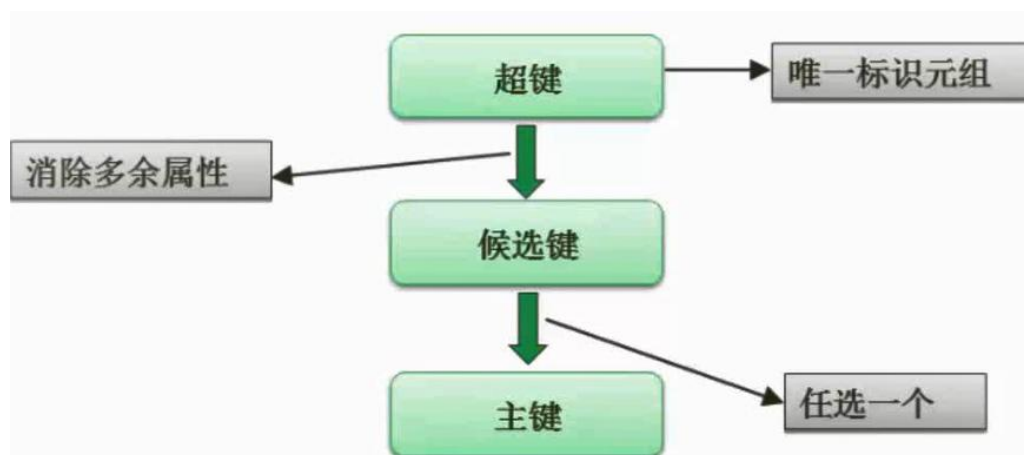 超键
唯一标识元组
消除多余属性
候选键
主键
任选一个